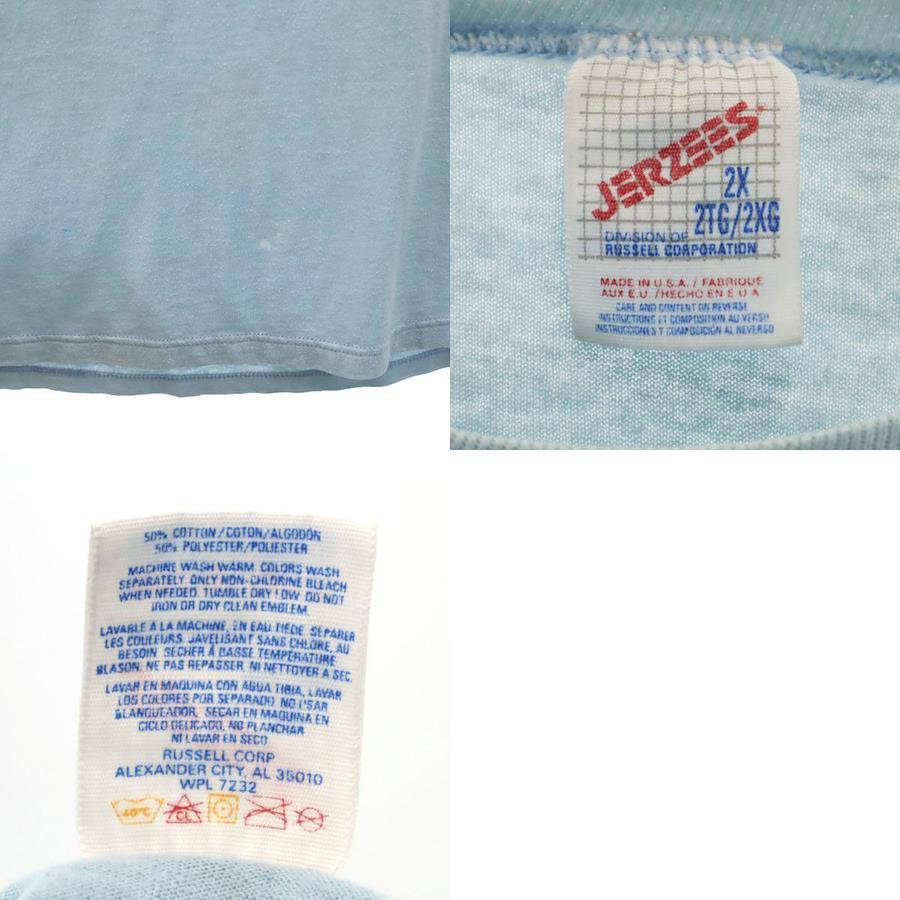 JERZEES
2X
2TG/2XG
DIVISION OF
RUSSELL CORPORATION
MADE IN U.S.A. / FABRIQUE
AUX E.U. /HECHO EN E U A
CARE AND CONTENT ON REVERSE
INSTRUCTIONS ET COMPOSITION AU VERSO
INSTRUCCIONES Y COMPOSICIÓN AL REVERSO
50% COTTON/COTON/ALGODÓN
50% POLYESTER/POLIESTER
MACHINE WASH WARM. COLORS WASH
SEPARATELY. ONLY NON-CHLORINE BLEACH
WHEN NEEDED. TUMBLE DRY LOW. DO NOT
IRON OR DRY CLEAN EMBLEM
LAVABLE À LA MACHINE, EN EAU TIEDE. SEPARER
LES COULEURS. JAVELISANT SANS CHLORE, AU
BESOIN. SECHER À BASSE TEMPÉRATURE
BLASON, NE PAS REPASSER, NI NETTOYER A SEC.
LAVAR EN MAQUINA CON AGUA TIBIA, LAVAR
LOS COLORES POR SEPARADO. NO USAR
BLANQUEADOR, SECAR EN MAQUINA EN
CICLO DELICADO, NO PLANCHAR
NI LAVAR EN SECO
RUSSELL CORP
ALEXANDER CITY, AL 35010
WPL 7232
40°C CL